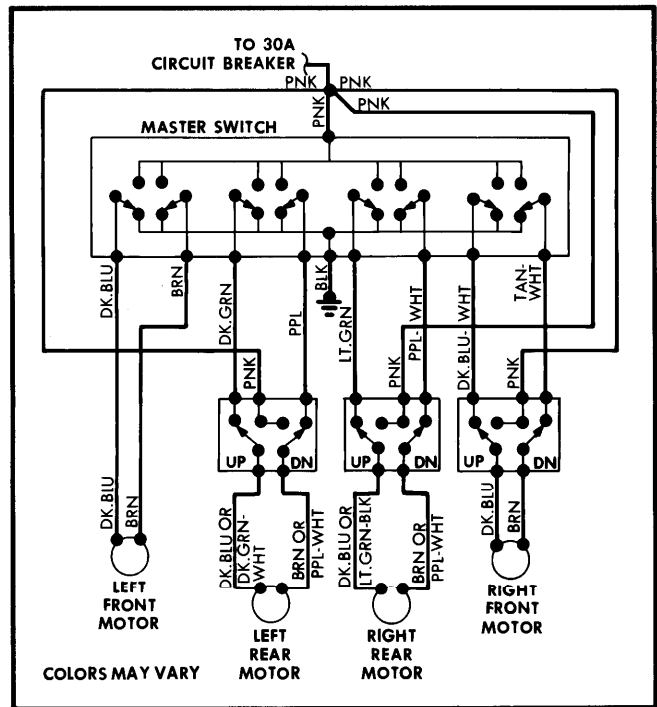 TO 30A
CIRCUIT BREAKER
PNK PNK
PNK
PNK
MASTER SWITCH
DK.BLU
BRN
DK.GRN
PPL
BLK
LT.GRN
PPL- WHT
DK.BLU- WHT
TAN-
WHT
PNK
PNK
PNK
UP DN
UP DN
UP DN
DK.BLU
BRN
DK.BLU OR
DK.GRN-
WHT
BRN OR
PPL-WHT
DK.BLU OR
LT.GRN-BLK
BRN OR
PPL-WHT
DK.BLU
BRN
LEFT
FRONT
MOTOR
LEFT
REAR
MOTOR
RIGHT
REAR
MOTOR
RIGHT
FRONT
MOTOR
COLORS MAY VARY